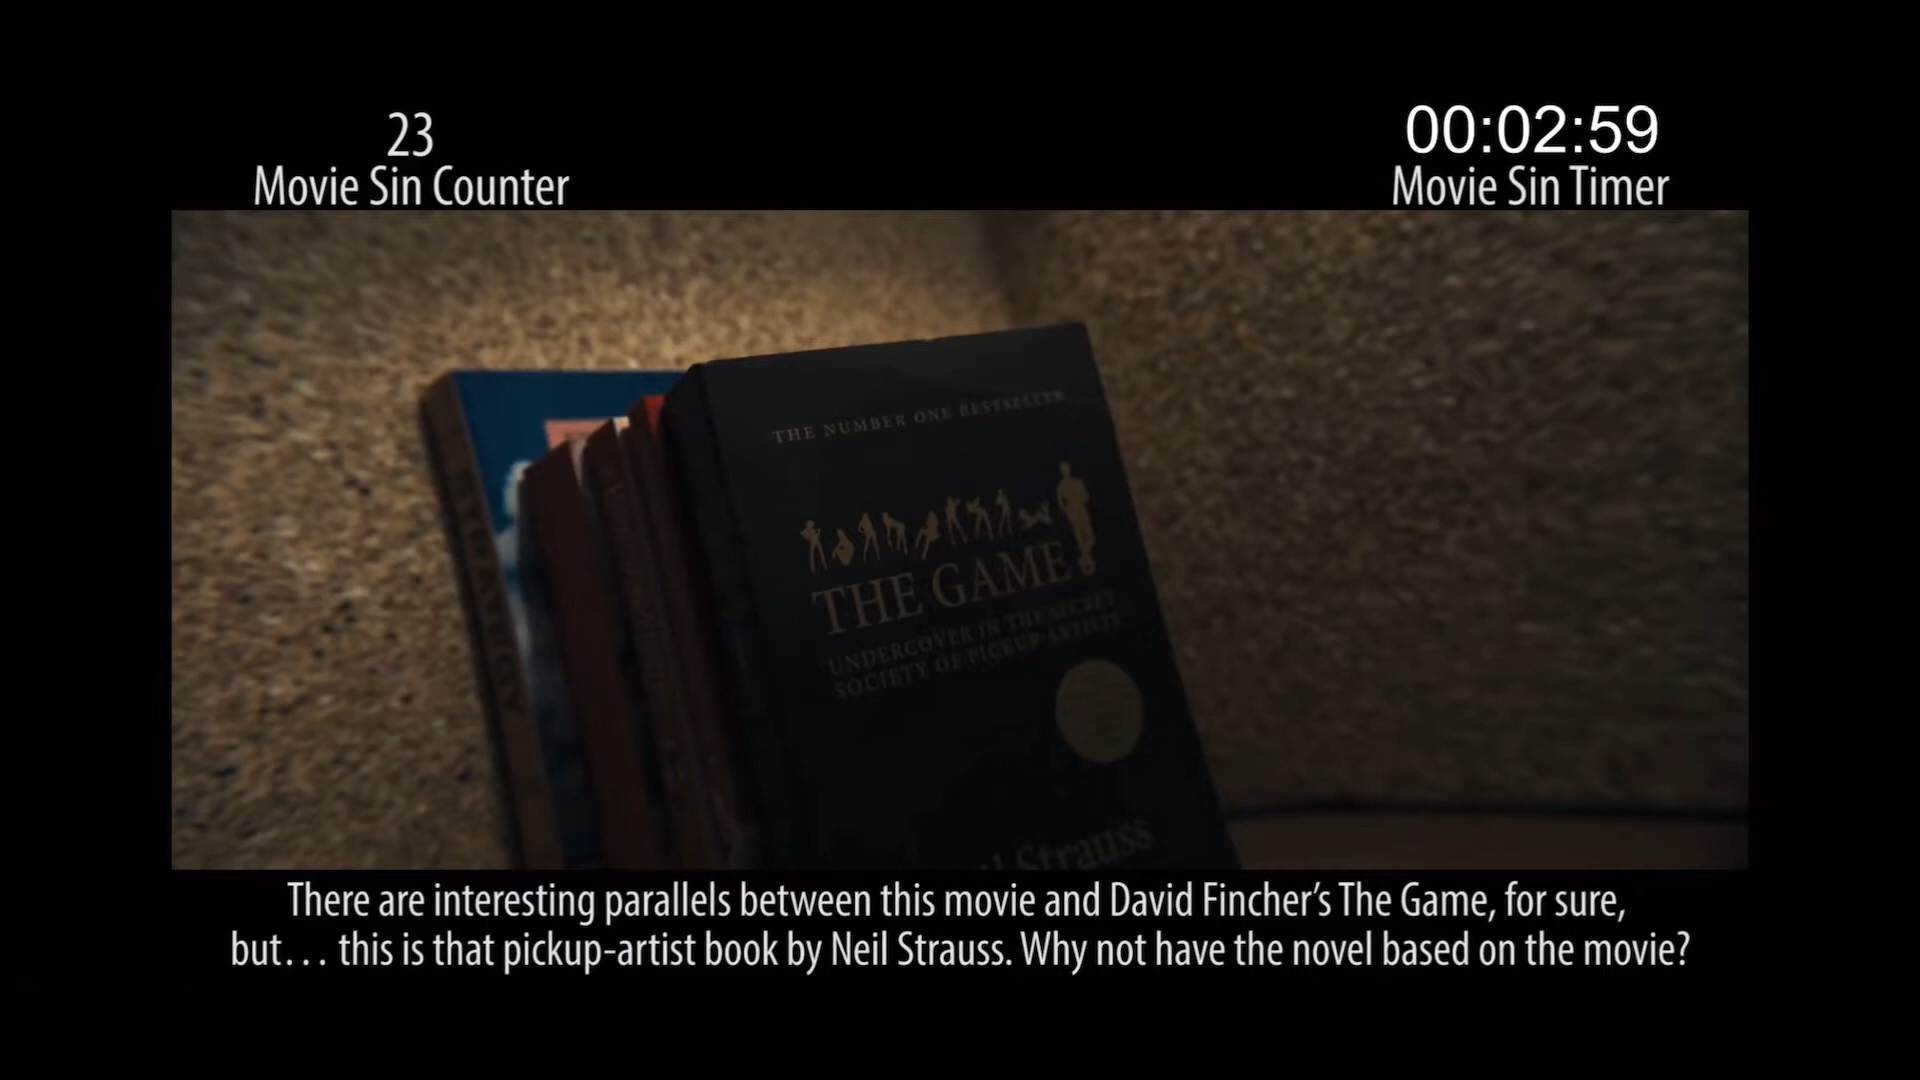 23
Movie Sin Counter
00:02:59
Movie Sin Timer
THE NUMBER ONE BESTSELLER
THE GAME
UNDERCOVER IN THE SECRET
SOCIETY OF PICKUP ARTISTS
Strauss
There are interesting parallels between this movie and David Fincher's The Game, for sure,
but... this is that pickup-artist book by Neil Strauss. Why not have the novel based on the movie?